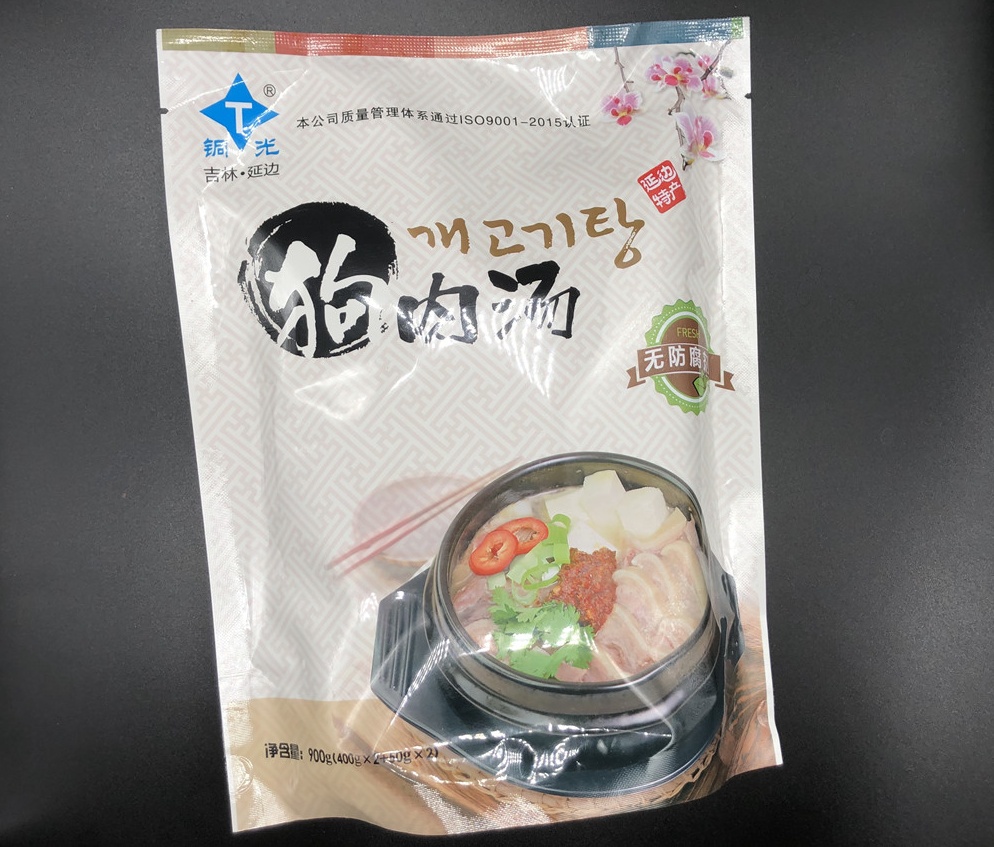 T®
本公司质量管理体系通过ISO9001-2015认证
铜光
吉林·延边
延边
特产
개고기탕
狗肉汤
FRESH
无防腐剂
净含量: 900g(400g×2+50g×2)